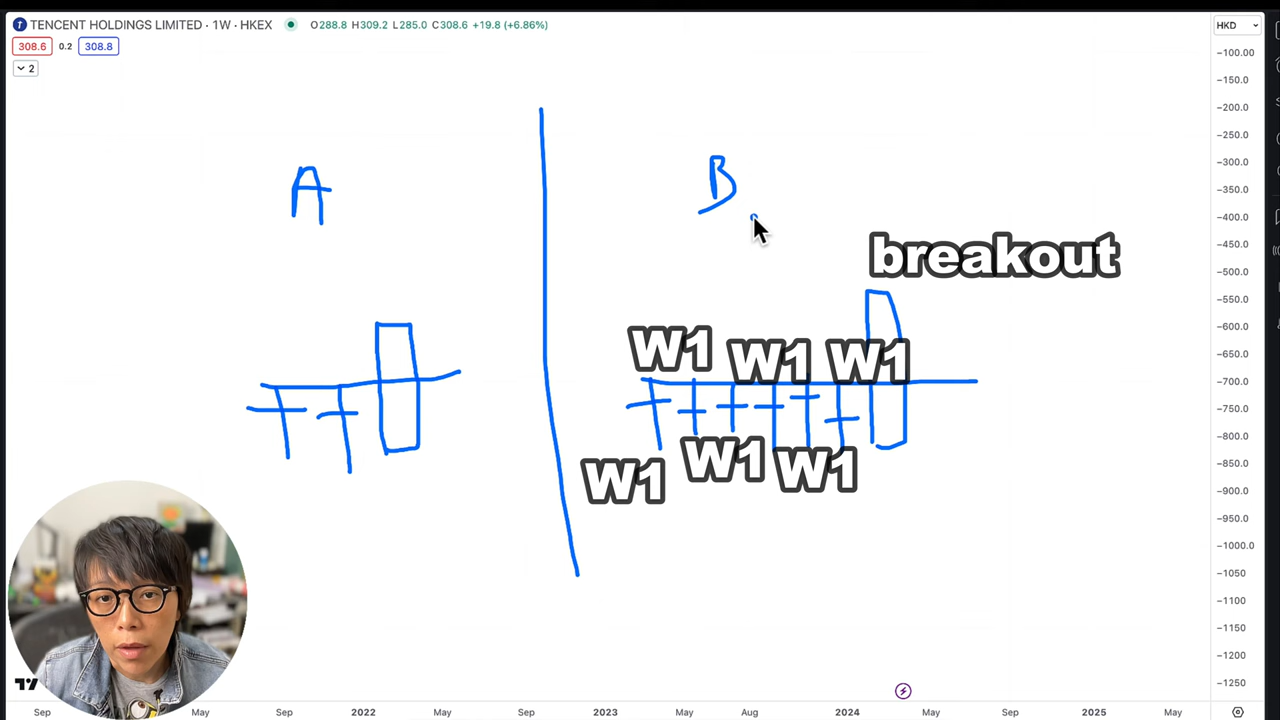 TENCENT HOLDINGS LIMITED · 1W · HKEX O288.8 H309.2 L285.0 C308.6 +19.8 (+6.86%)
HKD
308.6 0.2 308.8
2
−100.00
−150.0
−200.0
−250.0
−300.0
−350.0
−400.0
−450.0
−500.0
−550.0
−600.0
−650.0
−700.0
−750.0
−800.0
−850.0
−900.0
−950.0
−1000.0
−1050
−1100
−1150
−1200
−1250
A
B
breakout
W1 W1 W1
W1 W1 W1
Sep May Sep 2022 May Sep 2023 May Aug 2024 May Sep 2025 May